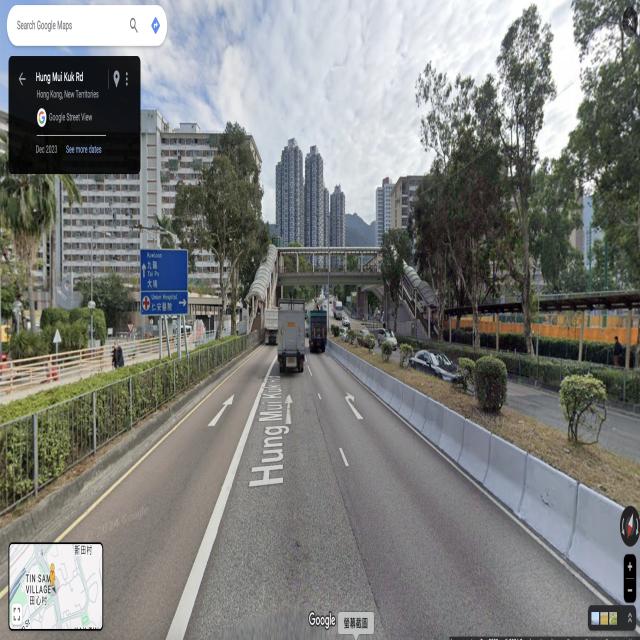 Search Google Maps
Hung Mui Kuk Rd
Hong Kong, New Territories
Google Street View
Dec 2023
See more dates
Kowloon
九龍
Tai Po
大埔
Union Hospital
仁安醫院
Hung Mui Kuk Rd
新田村
TIN SAM
VILLAGE
田心村
Google
螢幕截圖